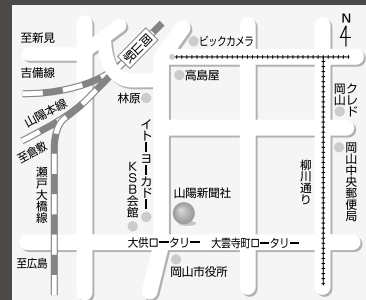 N
4
至新見
吉備線
山陽本線
至倉敷
瀬戸大橋線
至広島
岡山駅
ビックカメラ
高島屋
林原
イトーヨーカドー
KSB会館
山陽新聞社
大供ロータリー
大雲寺町ロータリー
岡山市役所
柳川通り
クレド
岡山
岡山中央郵便局